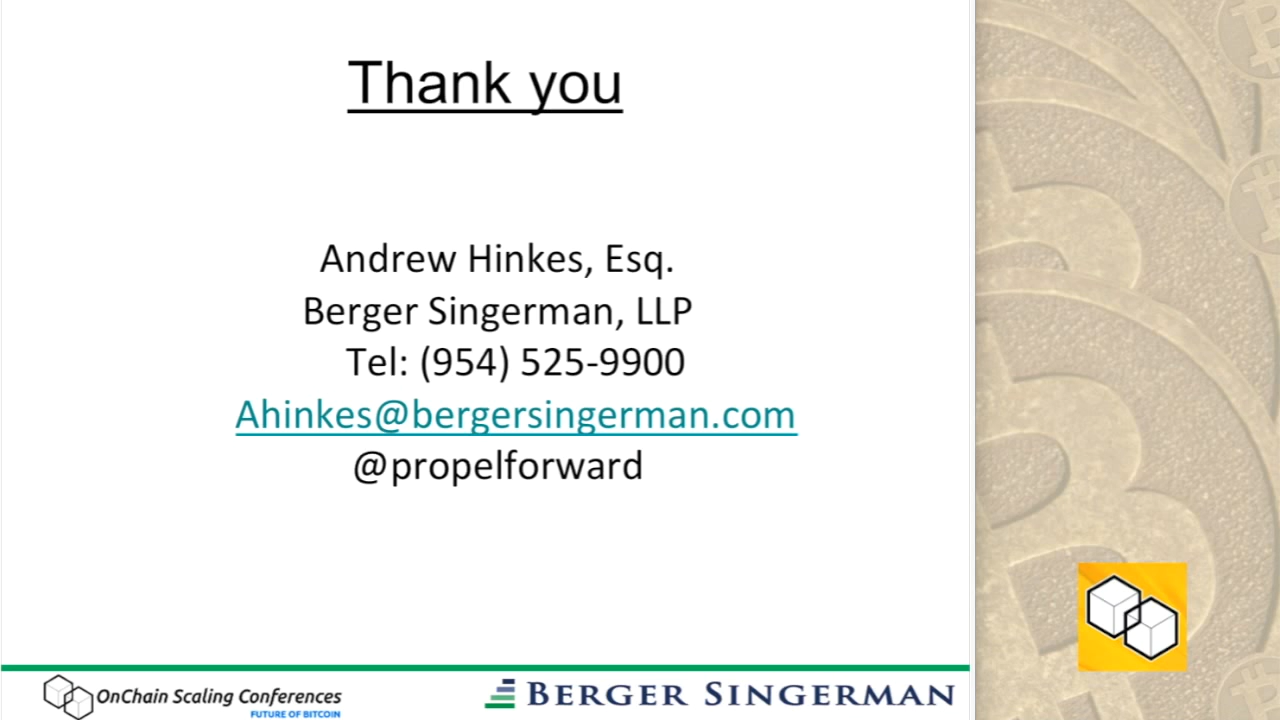 Thank you
Andrew Hinkes, Esq.
Berger Singerman, LLP
Tel: (954) 525-9900
Ahinkes@bergersingerman.com
@propelforward
OnChain Scaling Conferences
FUTURE OF BITCOIN
BERGER SINGERMAN